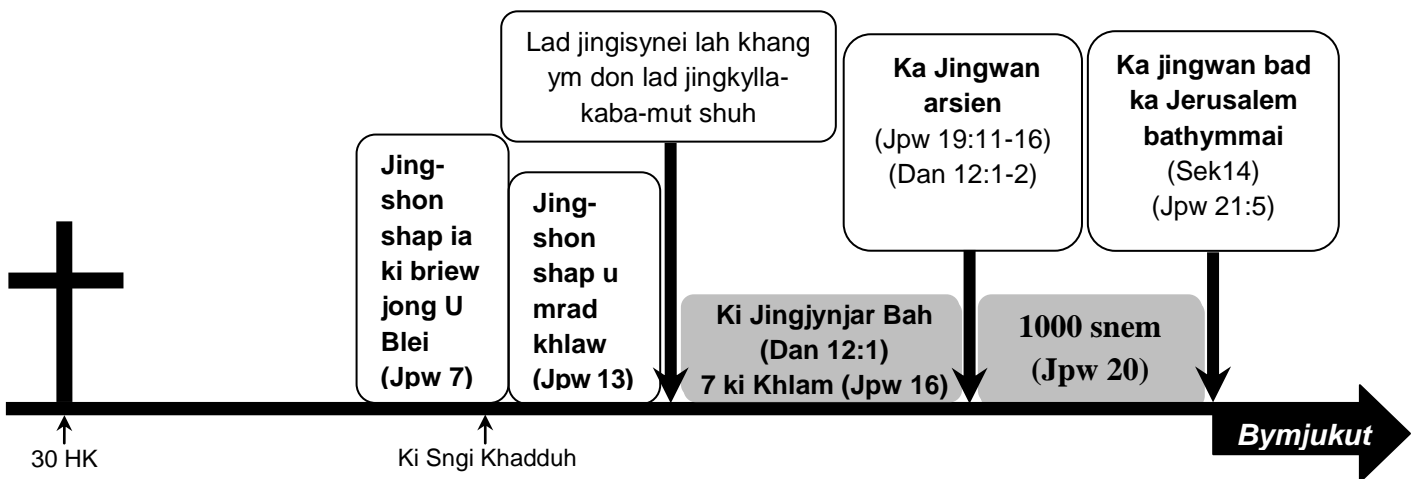 Lad jingisynei lah khang
ym don lad jingkylla-
kaba-mut shuh
Ka Jingwan
arsien
(Jpw 19:11-16)
(Dan 12:1-2)
Ka jingwan bad
ka Jerusalem
bathymmai
(Sek14)
(Jpw 21:5)
Jing-
shon
shap ia
ki briew
jong U
Blei
(Jpw 7)
Jing-
shon
shap u
mrad
khlaw
(Jpw 13)
Ki Jingjynjar Bah
(Dan 12:1)
7 ki Khlam (Jpw 16)
1000 snem
(Jpw 20)
Bymjukut
30 HK
Ki Sngi Khadduh